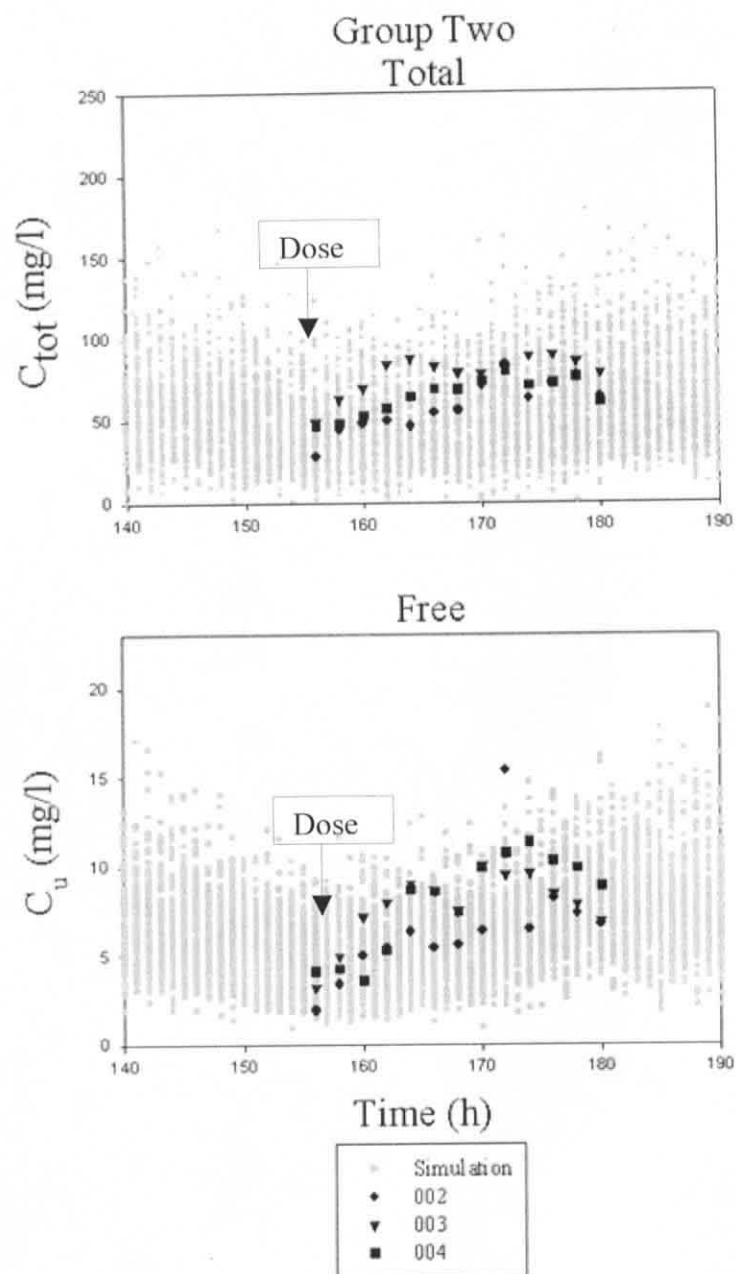 Group Two
Total
250
200
150
100
50
0
C_tot (mg/l)
Dose
140 150 160 170 180 190
Free
20
15
10
5
0
C_u (mg/l)
Dose
140 150 160 170 180 190
Time (h)
Simulation
002
003
004